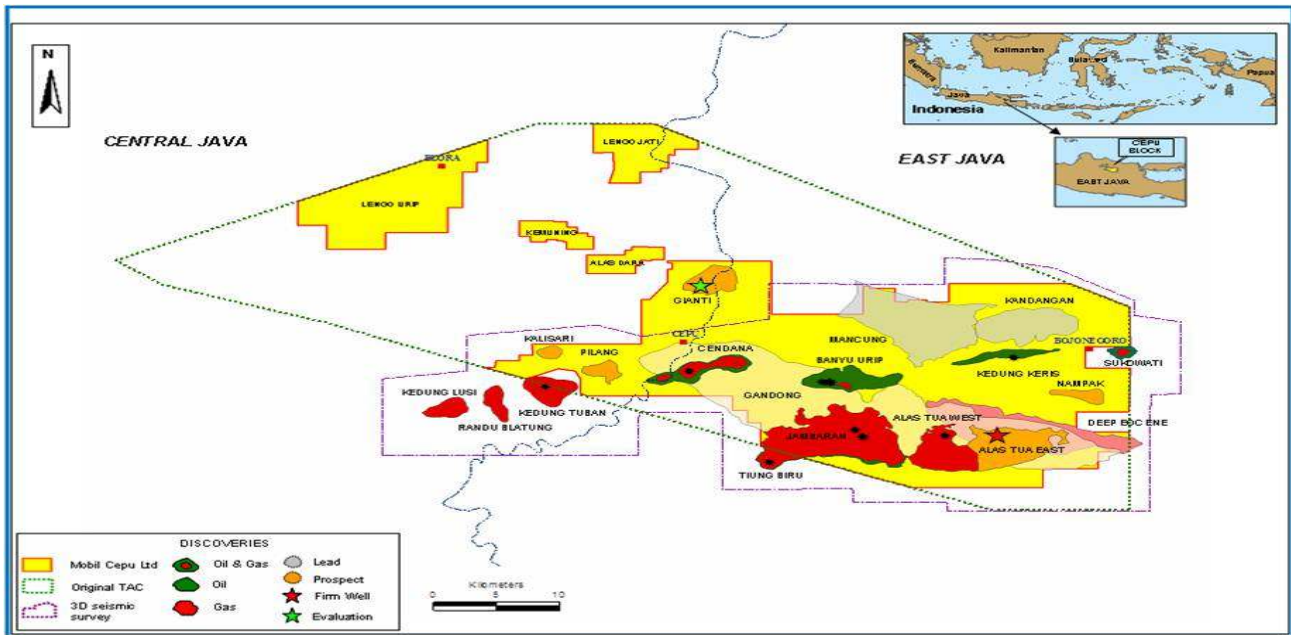 N
CENTRAL JAVA
EAST JAVA
Kalimantan
Papua
Java
Indonesia
CEPU
BLOCK
EAST JAVA
LENGO JATI
BLORA
LENGO URIP
KEMUNING
ALAS DARA
GIANTI
KANDANGAN
KALISARI
CEPU
MANCUNG
BOJONEGORO
PILANG
CENDANA
BANYU URIP
SUKOWATI
KEDUNG KERIS
KEDUNG LUSI
GANDONG
NAMPAK
KEDUNG TUBAN
ALAS TUA WEST
RANDU BLATUNG
DEEP EOCENE
JAMBARAN
ALAS TUA EAST
TIUNG BIRU
DISCOVERIES
Mobil Cepu Ltd
Oil & Gas
Lead
Original TAC
Oil
Prospect
3D seismic
survey
Gas
Firm Well
Evaluation
Kilometers
0 5 10